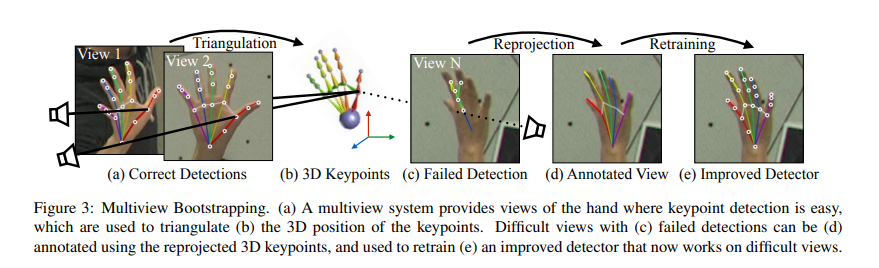 Triangulation
Reprojection
Retraining
View 1
View 2
View N
(a) Correct Detections
(b) 3D Keypoints
(c) Failed Detection
(d) Annotated View
(e) Improved Detector
Figure 3: Multiview Bootstrapping. (a) A multiview system provides views of the hand where keypoint detection is easy,
which are used to triangulate (b) the 3D position of the keypoints. Difficult views with (c) failed detections can be (d)
annotated using the reprojected 3D keypoints, and used to retrain (e) an improved detector that now works on difficult views.